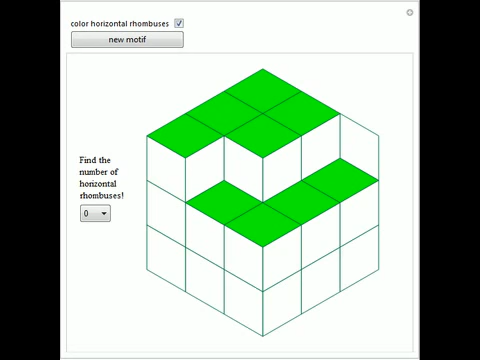 color horizontal rhombuses
new motif
Find the
number of
horizontal
rhombuses!
0